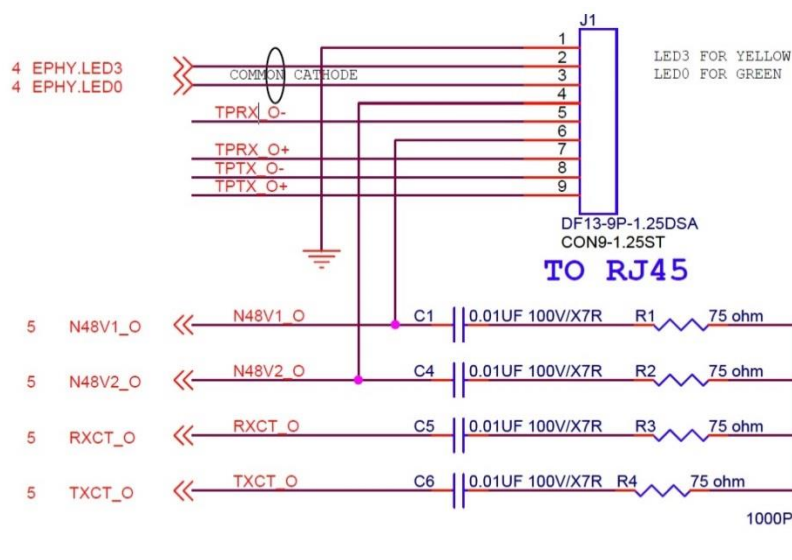 J1
1
4 EPHY.LED3 2 LED3 FOR YELLOW
4 EPHY.LED0 COMMON CATHODE 3 LED0 FOR GREEN
4
TPRX_O- 5
6
TPRX_O+ 7
TPTX_O- 8
TPTX_O+ 9
DF13-9P-1.25DSA
CON9-1.25ST
TO RJ45
5 N48V1_O N48V1_O C1 0.01UF 100V/X7R R1 75 ohm
5 N48V2_O N48V2_O C4 0.01UF 100V/X7R R2 75 ohm
5 RXCT_O RXCT_O C5 0.01UF 100V/X7R R3 75 ohm
5 TXCT_O TXCT_O C6 0.01UF 100V/X7R R4 75 ohm
1000P